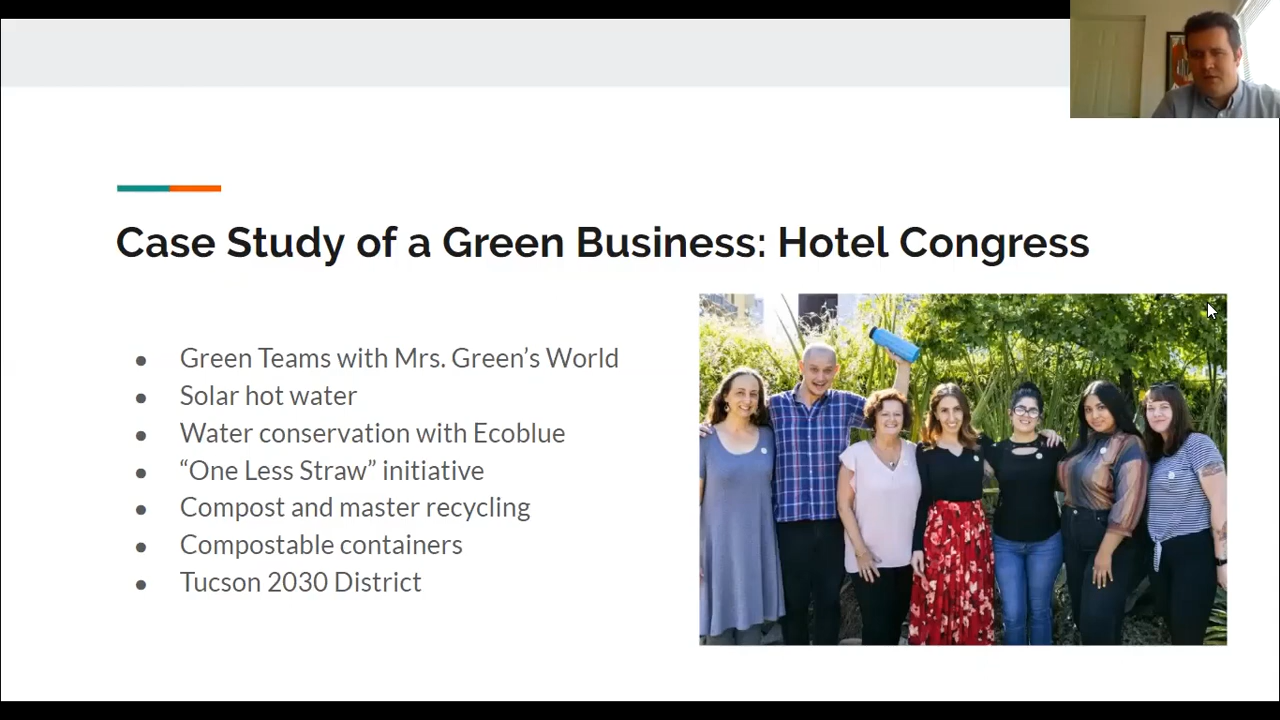 Case Study of a Green Business: Hotel Congress
● Green Teams with Mrs. Green’s World
● Solar hot water
● Water conservation with Ecoblue
● “One Less Straw” initiative
● Compost and master recycling
● Compostable containers
● Tucson 2030 District